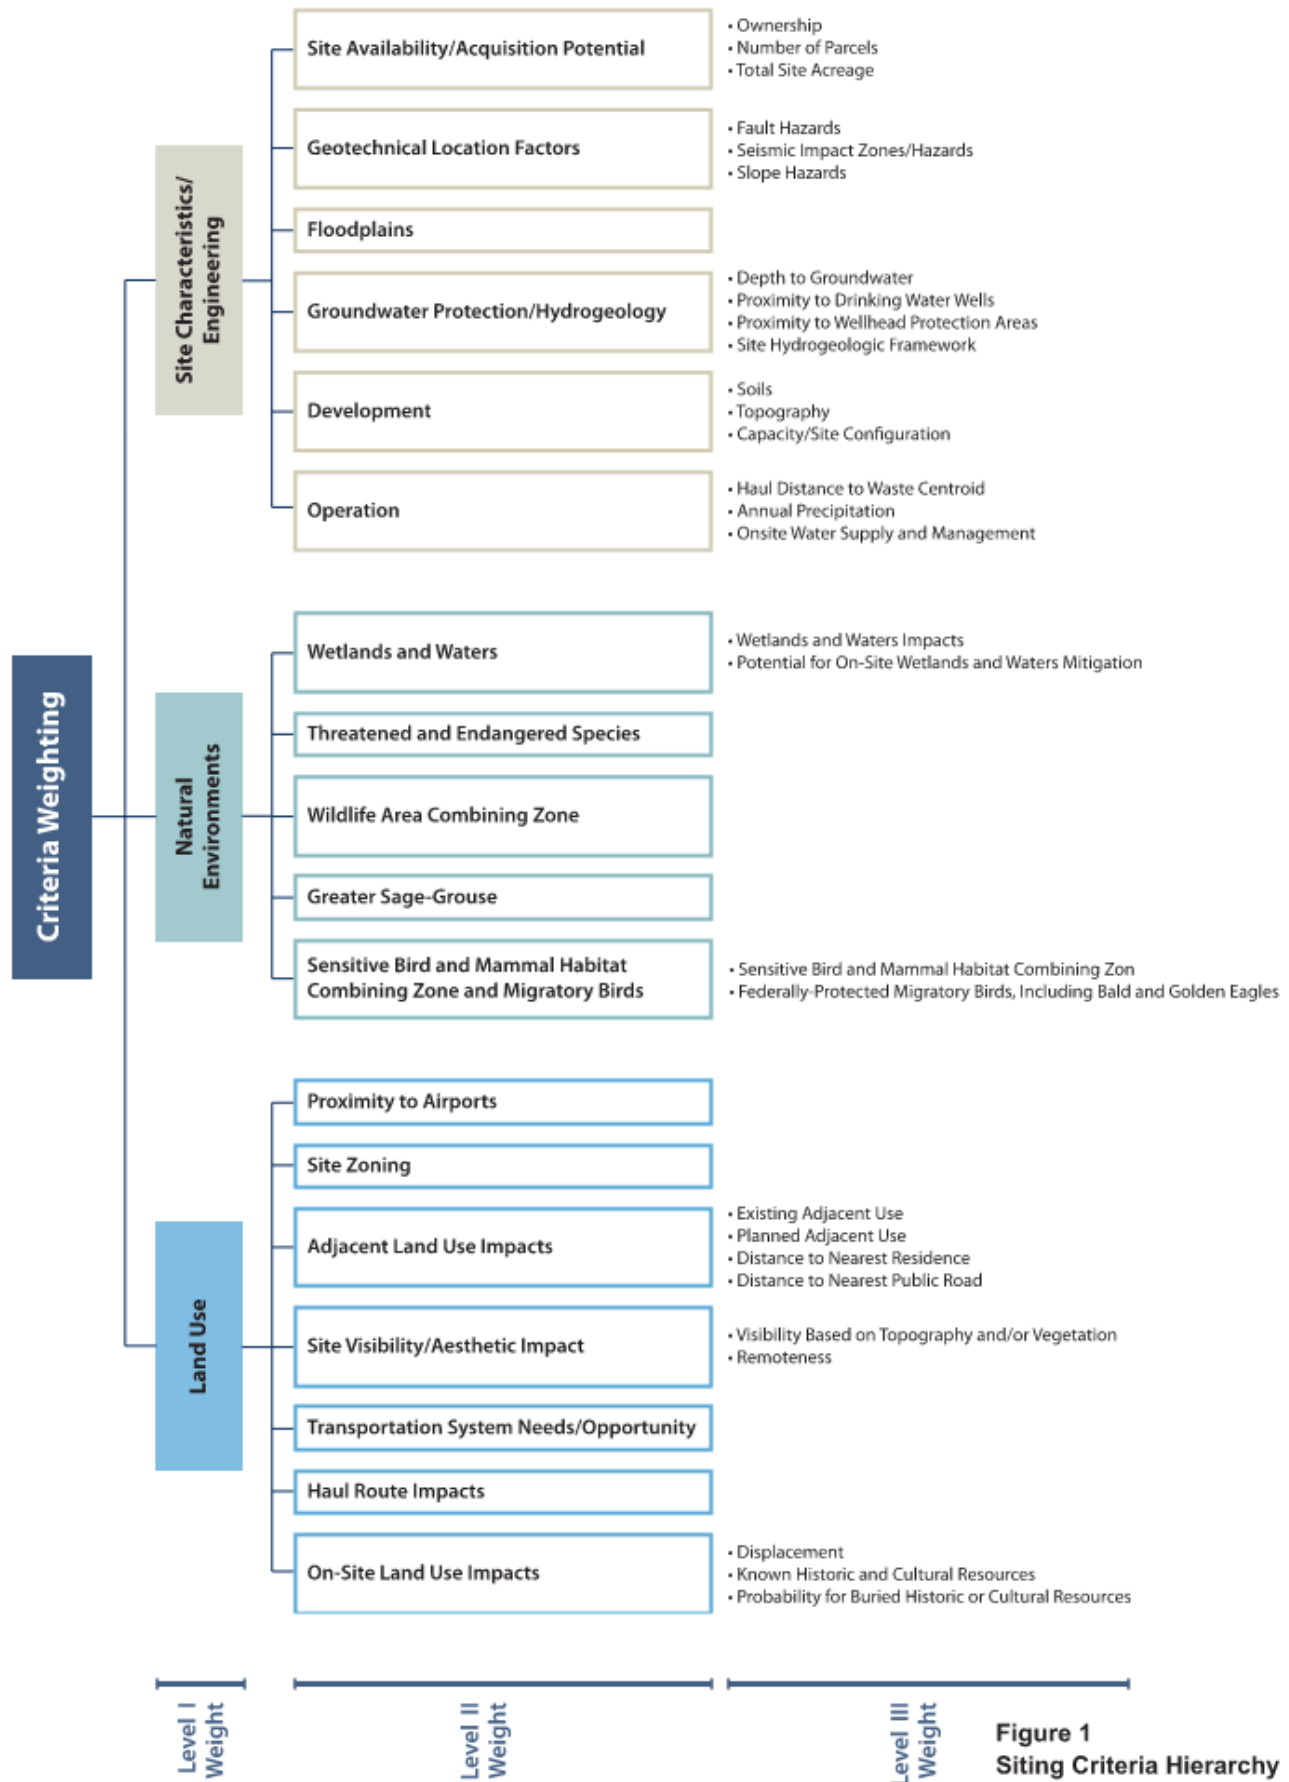 Criteria Weighting
Site Characteristics/
Engineering
Site Availability/Acquisition Potential
• Ownership
• Number of Parcels
• Total Site Acreage
Geotechnical Location Factors
• Fault Hazards
• Seismic Impact Zones/Hazards
• Slope Hazards
Floodplains
Groundwater Protection/Hydrogeology
• Depth to Groundwater
• Proximity to Drinking Water Wells
• Proximity to Wellhead Protection Areas
• Site Hydrogeologic Framework
Development
• Soils
• Topography
• Capacity/Site Configuration
Operation
• Haul Distance to Waste Centroid
• Annual Precipitation
• Onsite Water Supply and Management
Natural
Environments
Wetlands and Waters
• Wetlands and Waters Impacts
• Potential for On-Site Wetlands and Waters Mitigation
Threatened and Endangered Species
Wildlife Area Combining Zone
Greater Sage-Grouse
Sensitive Bird and Mammal Habitat
Combining Zone and Migratory Birds
• Sensitive Bird and Mammal Habitat Combining Zon
• Federally-Protected Migratory Birds, Including Bald and Golden Eagles
Land Use
Proximity to Airports
Site Zoning
Adjacent Land Use Impacts
• Existing Adjacent Use
• Planned Adjacent Use
• Distance to Nearest Residence
• Distance to Nearest Public Road
Site Visibility/Aesthetic Impact
• Visibility Based on Topography and/or Vegetation
• Remoteness
Transportation System Needs/Opportunity
Haul Route Impacts
On-Site Land Use Impacts
• Displacement
• Known Historic and Cultural Resources
• Probability for Buried Historic or Cultural Resources
Level I
Weight
Level II
Weight
Level III
Weight
Figure 1
Siting Criteria Hierarchy